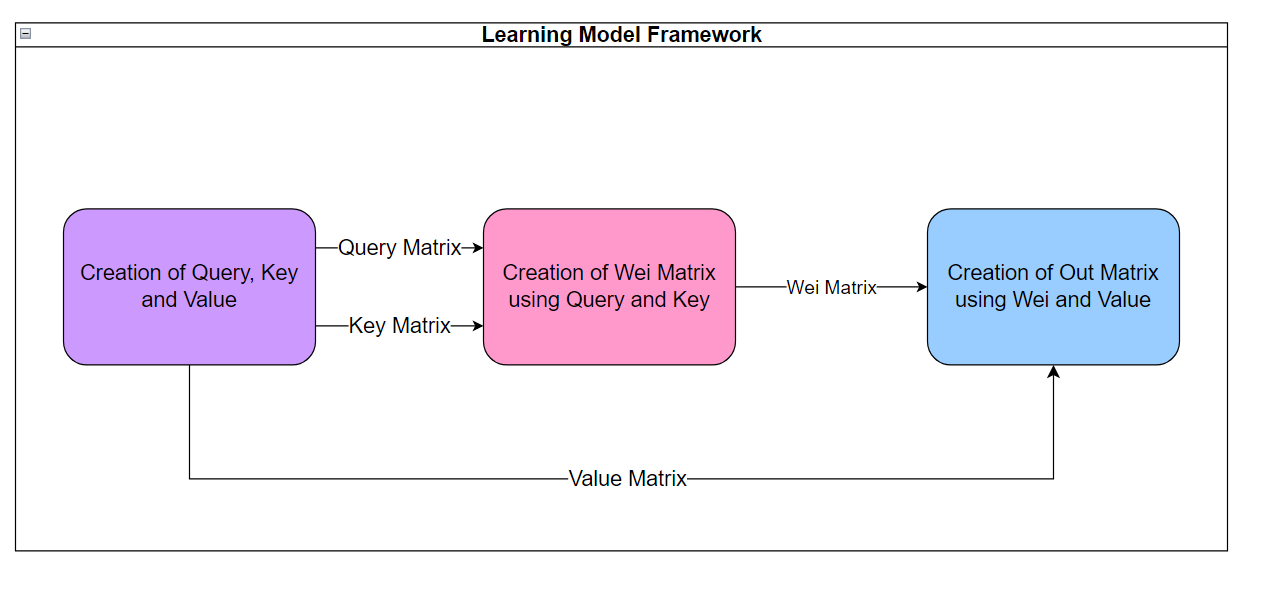 Learning Model Framework
Creation of Query, Key
and Value
Query Matrix
Key Matrix
Creation of Wei Matrix
using Query and Key
Wei Matrix
Creation of Out Matrix
using Wei and Value
Value Matrix